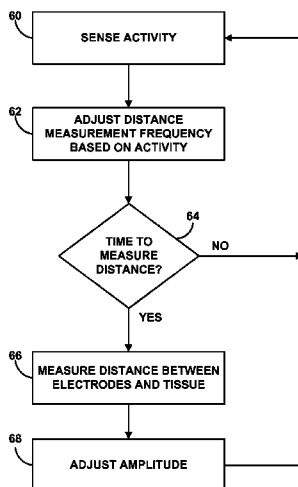 60
SENSE ACTIVITY
62
ADJUST DISTANCE
MEASUREMENT FREQUENCY
BASED ON ACTIVITY
64
TIME TO
MEASURE
DISTANCE?
NO
YES
66
MEASURE DISTANCE BETWEEN
ELECTRODES AND TISSUE
68
ADJUST AMPLITUDE